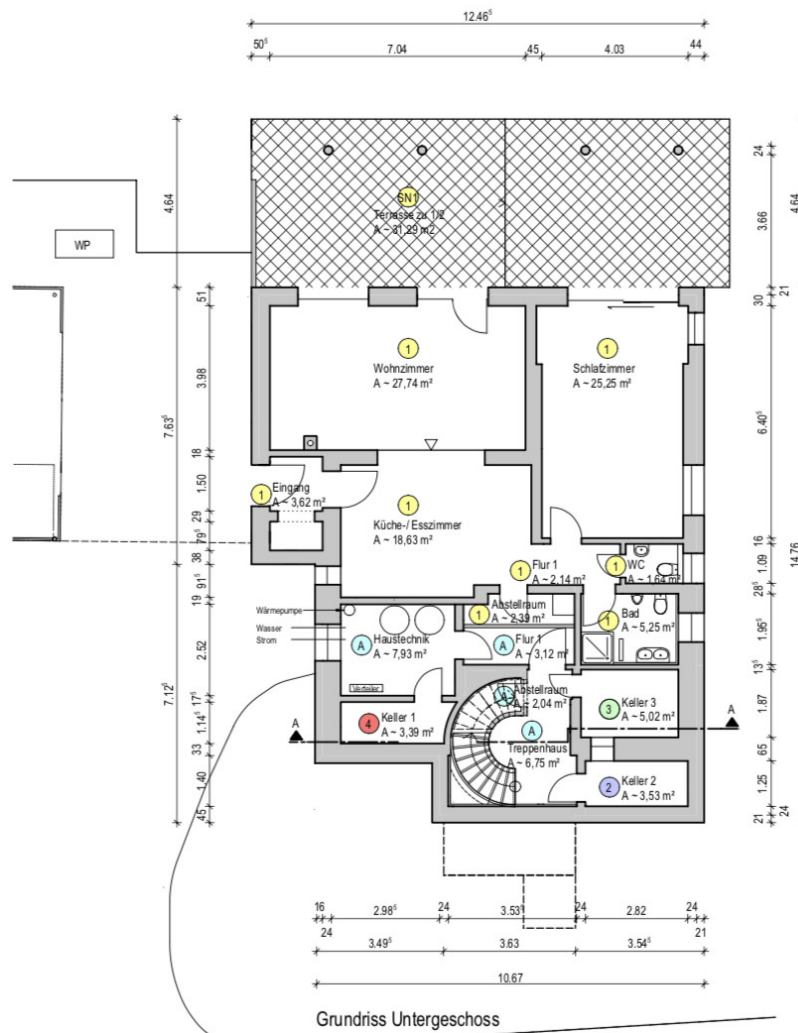 12.46⁵
50⁵
7.04
45
4.03
44
4.64
WP
SN1
Terrasse zu 1/2
A ~ 31,29 m2
24
3.66
4.64
21
51
30
1
Wohnzimmer
A ~ 27,74 m²
1
Schlafzimmer
A ~ 25,25 m²
3.98
7.63⁵
6.40⁵
18
1.50
1
Eingang
A ~ 3,62 m²
1
Küche-/ Esszimmer
A ~ 18,63 m²
29
79⁵
38
16
14.76
1
Flur 1
A ~ 2,14 m²
1
WC
A ~ 1,64 m²
1.09
91⁵
28⁵
19
Wärmepumpe
Wasser
Strom
1
Abstellraum
A ~ 2,39 m²
1
Bad
A ~ 5,25 m²
1.95⁵
2.52
A
Haustechnik
A ~ 7,93 m²
A
Flur 1
A ~ 3,12 m²
Verteiler
13⁵
7.12⁵
17⁵
A
Abstellraum
A ~ 2,04 m²
3
Keller 3
A ~ 5,02 m²
1.87
1.14⁵
4
Keller 1
A ~ 3,39 m²
A
A
A
Treppenhaus
A ~ 6,75 m²
33
65
1.40
2
Keller 2
A ~ 3,53 m²
1.25
45
21
24
16
24
2.98⁵
24
3.53⁵
24
2.82
24
21
3.49⁵
3.63
3.54⁵
10.67
Grundriss Untergeschoss